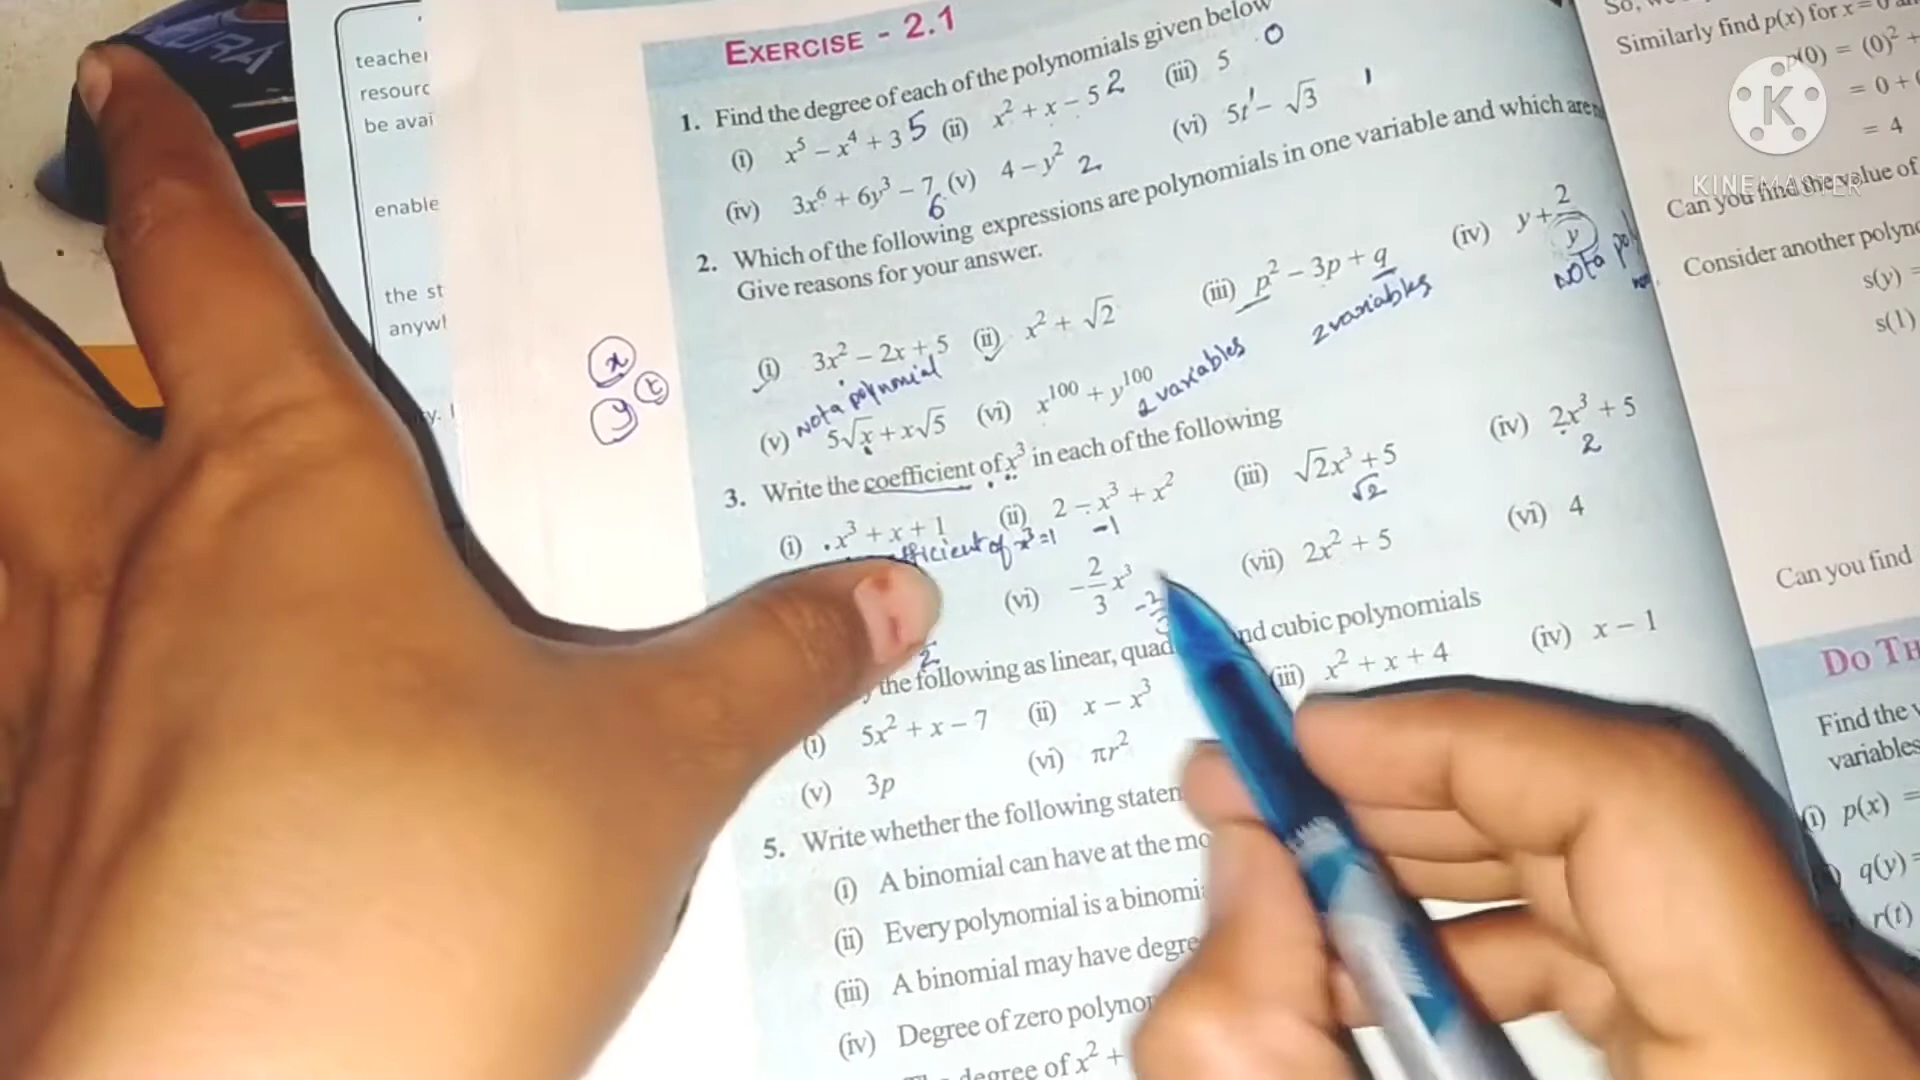 teacher
resourc
be avai
enable
the st
anywh
EXERCISE - 2.1
1. Find the degree of each of the polynomials given below
(i) x⁵ − x⁴ + 3 5 (ii) x² + x − 5 2 (iii) 5 0
(iv) 3x⁶ + 6y³ − 7 6 (v) 4 − y² 2 (vi) 5t¹ − √3 1
2. Which of the following expressions are polynomials in one variable and which are
Give reasons for your answer.
(i) 3x² − 2x + 5 (ii) x² + √2 (iii) p² − 3p + q (iv) y + 2/y
Not a polynomial 2 variables 2 variables Not a
(v) 5√x + x√5 (vi) x¹⁰⁰ + y¹⁰⁰
x
t
y
3. Write the coefficient of x³ in each of the following
(i) x³ + x + 1 (ii) 2 − x³ + x² (iii) √2x³ + 5 (iv) 2x³ + 5
efficient of x³=1 −1 √2 2
(vi) −2/3 x³ (vii) 2x² + 5 (vi) 4
2
the following as linear, quad nd cubic polynomials
(i) 5x² + x − 7 (ii) x − x³ (iii) x² + x + 4 (iv) x − 1
(v) 3p (vi) πr²
5. Write whether the following statem
(i) A binomial can have at the mo
(ii) Every polynomial is a binomi
(iii) A binomial may have degre
(iv) Degree of zero polynom
degree of x² +
Similarly find p(x) for x = 0
p(0) = (0)² +
= 0 +
= 4
K
KINEMASTER
Can you find the value of
Consider another polyno
s(y) =
s(1)
Can you find
DO TH
Find the v
variables
(i) p(x) =
q(y) =
r(t)